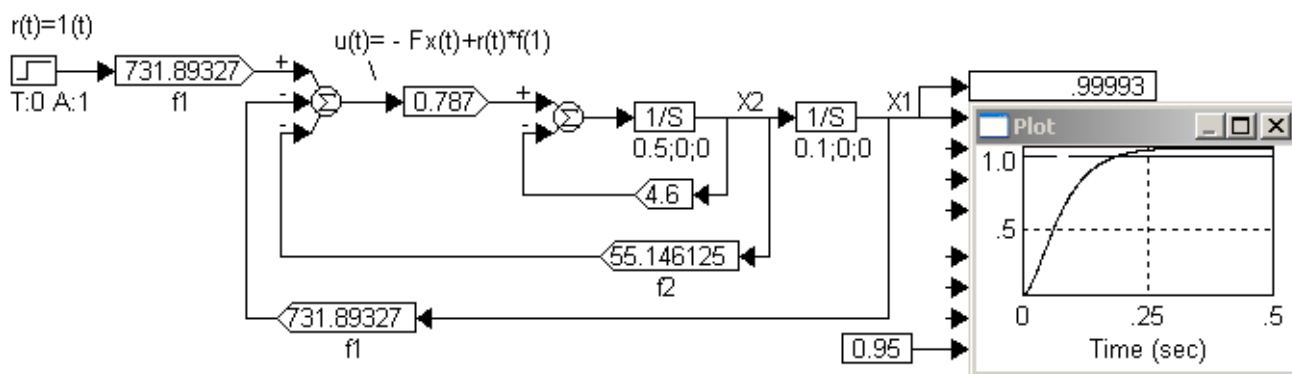 r(t)=1(t)
u(t)= - Fx(t)+r(t)*f(1)
731.89327
T:0 A:1
f1
+
-
-
Σ
0.787
+
-
Σ
1/S
0.5;0;0
X2
1/S
0.1;0;0
X1
.99993
Plot
1.0
.5
0
.25
.5
Time (sec)
4.6
55.146125
f2
731.89327
f1
0.95